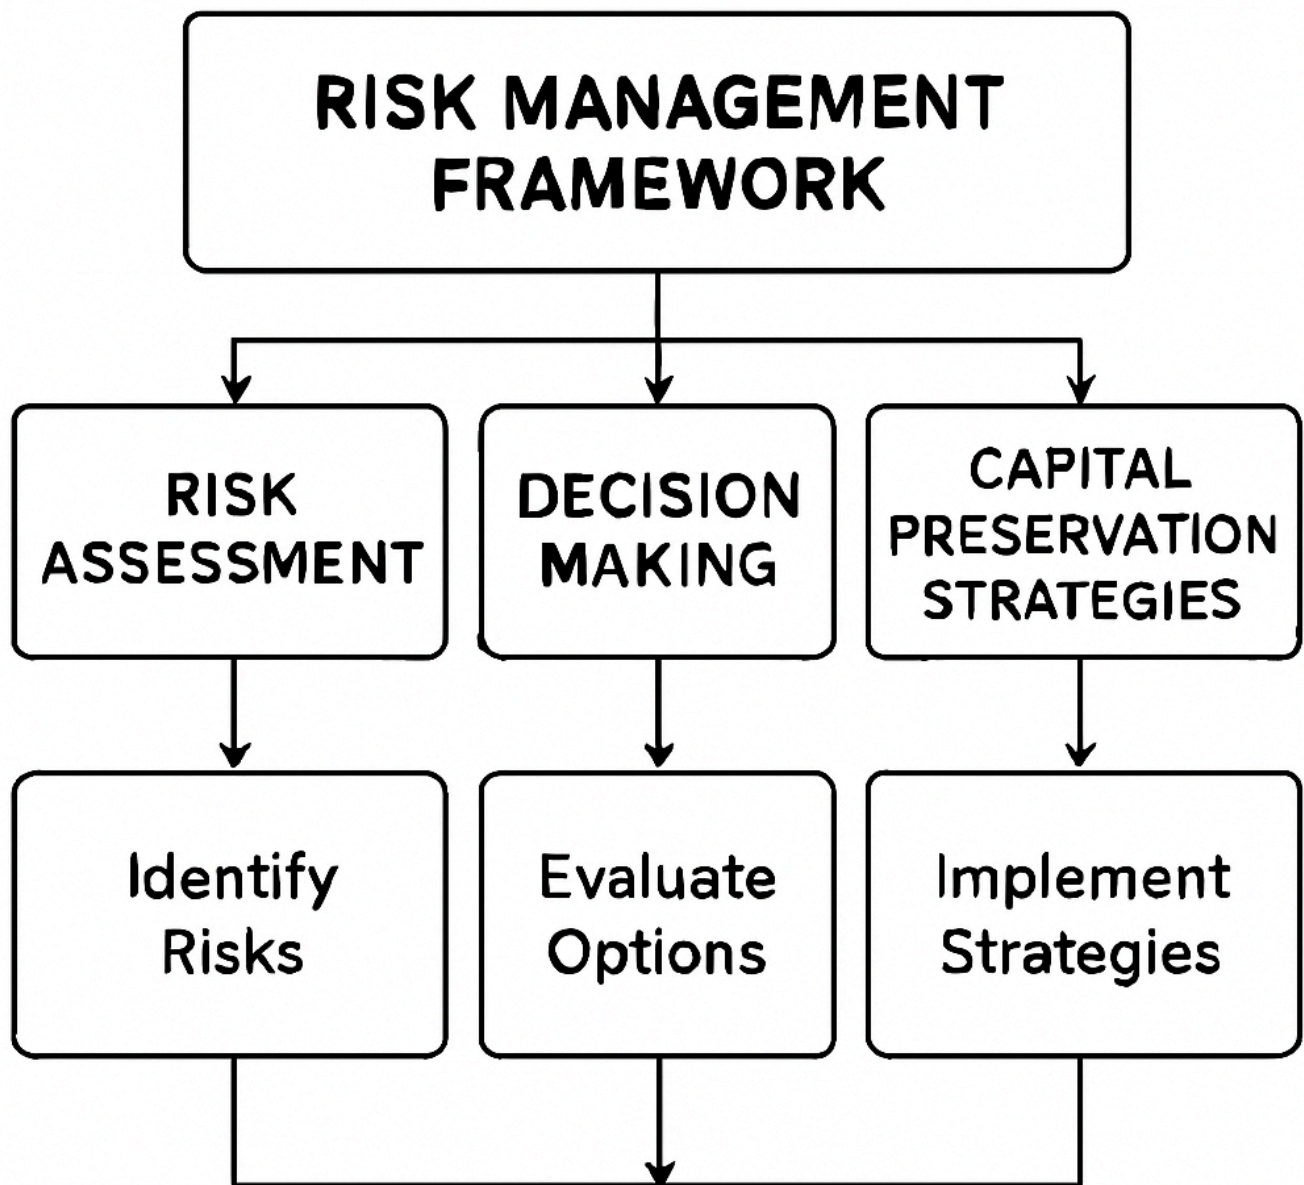 RISK MANAGEMENT
FRAMEWORK
RISK
ASSESSMENT
DECISION
MAKING
CAPITAL
PRESERVATION
STRATEGIES
Identify
Risks
Evaluate
Options
Implement
Strategies